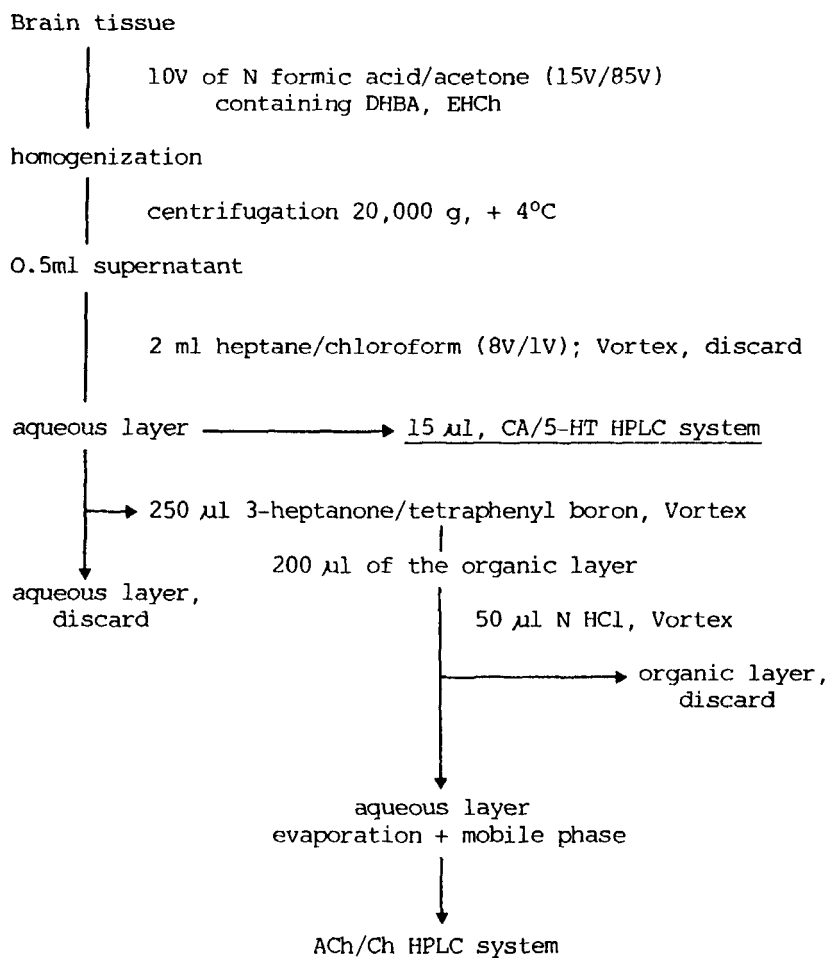 Brain tissue
10V of N formic acid/acetone (15V/85V)
containing DHBA, EHCh
homogenization
centrifugation 20,000 g, + 4°C
0.5ml supernatant
2 ml heptane/chloroform (8V/1V); Vortex, discard
aqueous layer
15 µl, CA/5-HT HPLC system
250 µl 3-heptanone/tetraphenyl boron, Vortex
200 µl of the organic layer
aqueous layer,
discard
50 µl N HCl, Vortex
organic layer,
discard
aqueous layer
evaporation + mobile phase
ACh/Ch HPLC system